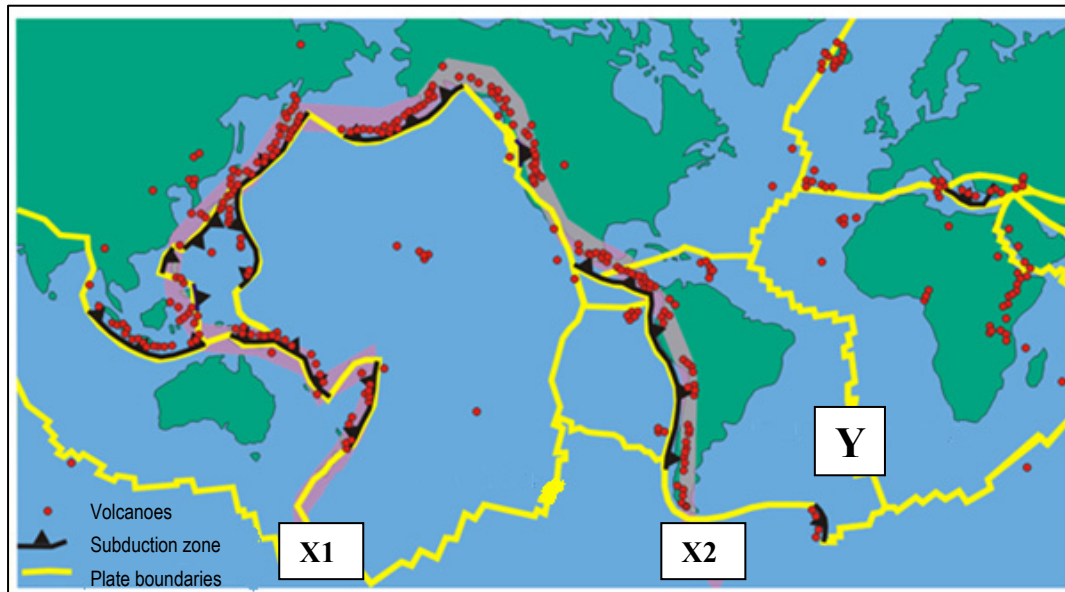 Y
X1
X2
Volcanoes
Subduction zone
Plate boundaries